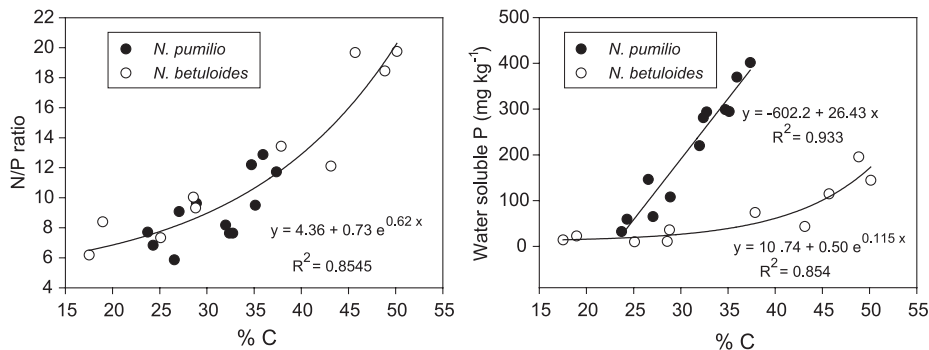 22
20
18
16
14
12
10
8
6
4
N/P ratio
N. pumilio
N. betuloides
y = 4.36 + 0.73 e^0.62 x
R² = 0.8545
15 20 25 30 35 40 45 50 55
% C
500
400
300
200
100
0
Water soluble P (mg kg⁻¹)
N. pumilio
N. betuloides
y = -602.2 + 26.43 x
R² = 0.933
y = 10 .74 + 0.50 e^0.115 x
R² = 0.854
15 20 25 30 35 40 45 50 55
% C